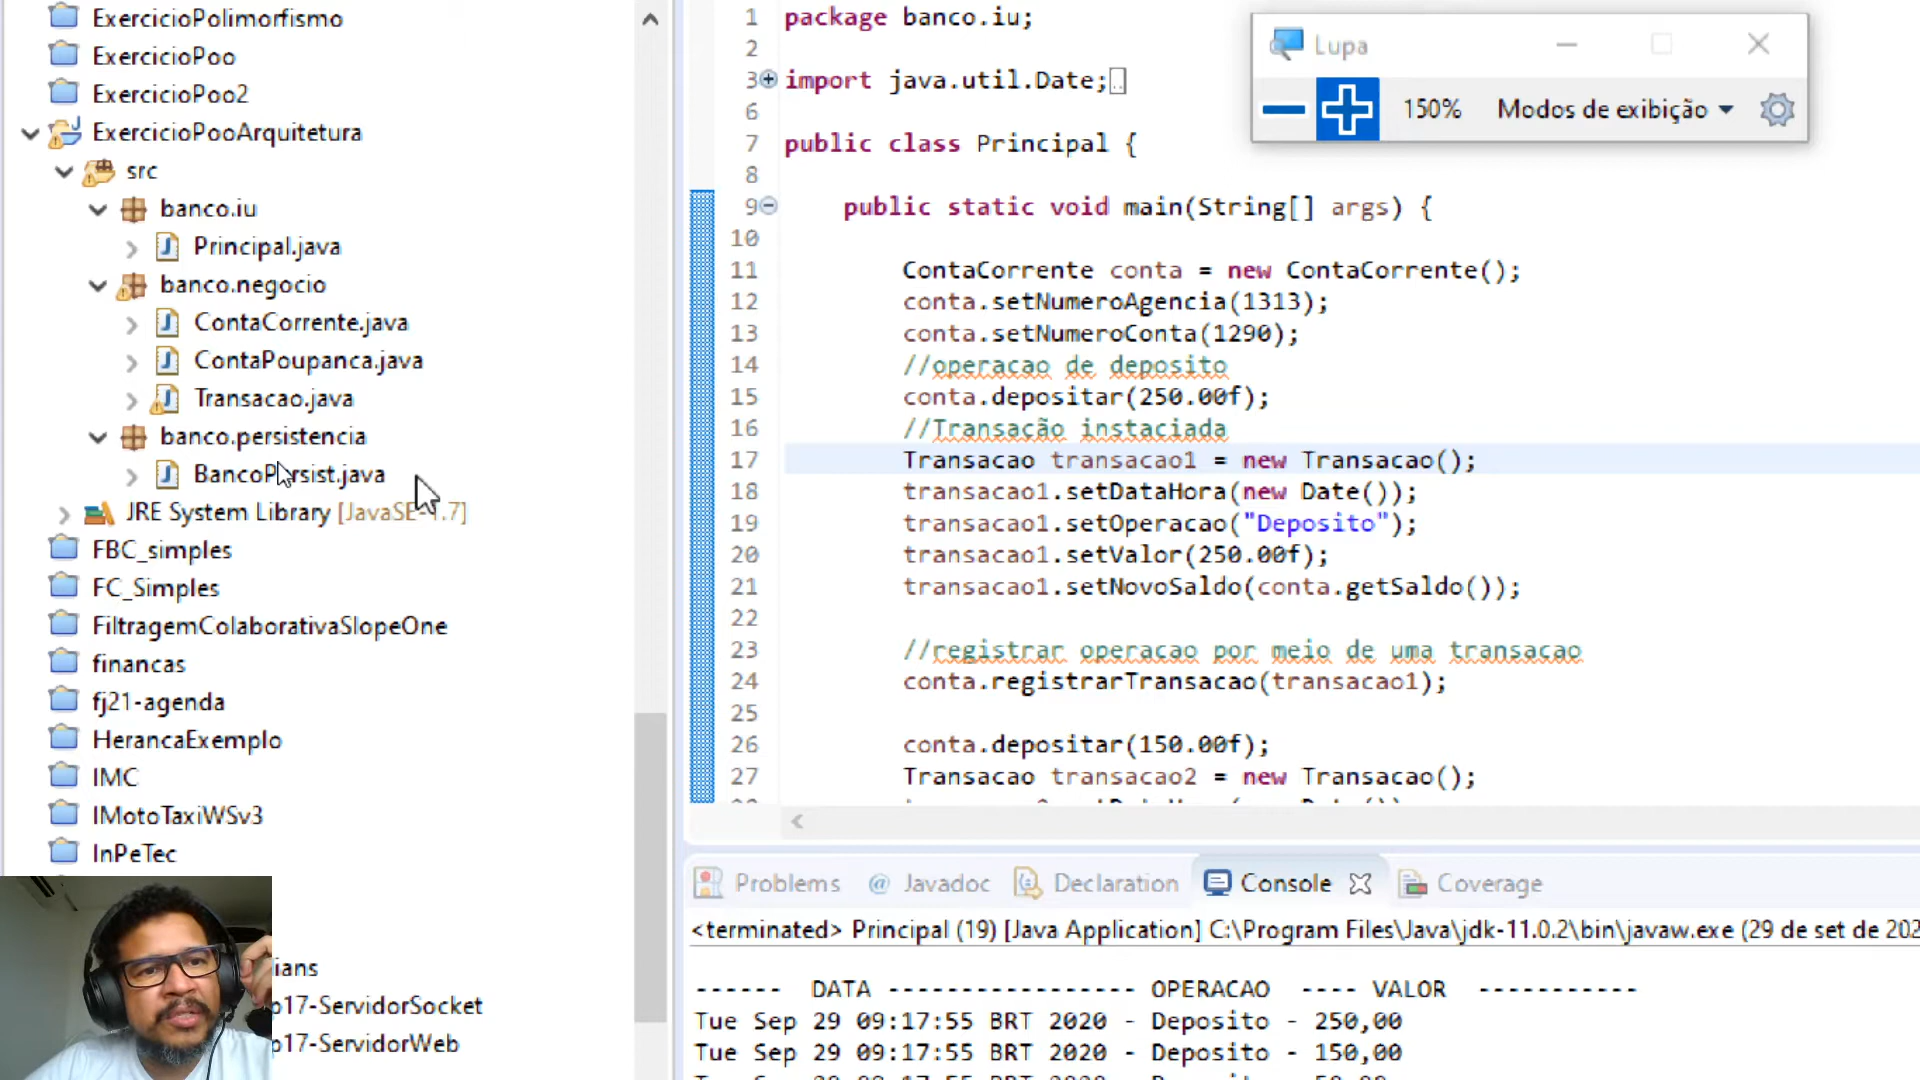 ExercicioPolimorfismo
ExercicioPoo
ExercicioPoo2
ExercicioPooArquitetura
src
banco.iu
Principal.java
banco.negocio
ContaCorrente.java
ContaPoupanca.java
Transacao.java
banco.persistencia
BancoPersist.java
JRE System Library [JavaSE-1.7]
FBC_simples
FC_Simples
FiltragemColaborativaSlopeOne
financas
fj21-agenda
HerancaExemplo
IMC
IMotoTaxiWSv3
InPeTec
ians
p17-ServidorSocket
p17-ServidorWeb
1 package banco.iu;
2
3 import java.util.Date;
6
7 public class Principal {
8
9 public static void main(String[] args) {
10
11 ContaCorrente conta = new ContaCorrente();
12 conta.setNumeroAgencia(1313);
13 conta.setNumeroConta(1290);
14 //operacao de deposito
15 conta.depositar(250.00f);
16 //Transação instaciada
17 Transacao transacao1 = new Transacao();
18 transacao1.setDataHora(new Date());
19 transacao1.setOperacao("Deposito");
20 transacao1.setValor(250.00f);
21 transacao1.setNovoSaldo(conta.getSaldo());
22
23 //registrar operacao por meio de uma transacao
24 conta.registrarTransacao(transacao1);
25
26 conta.depositar(150.00f);
27 Transacao transacao2 = new Transacao();
Lupa
150% Modos de exibição
Problems @ Javadoc Declaration Console Coverage
<terminated> Principal (19) [Java Application] C:\Program Files\Java\jdk-11.0.2\bin\javaw.exe (29 de set de 202
------ DATA ----------------- OPERACAO ---- VALOR -----------
Tue Sep 29 09:17:55 BRT 2020 - Deposito - 250,00
Tue Sep 29 09:17:55 BRT 2020 - Deposito - 150,00